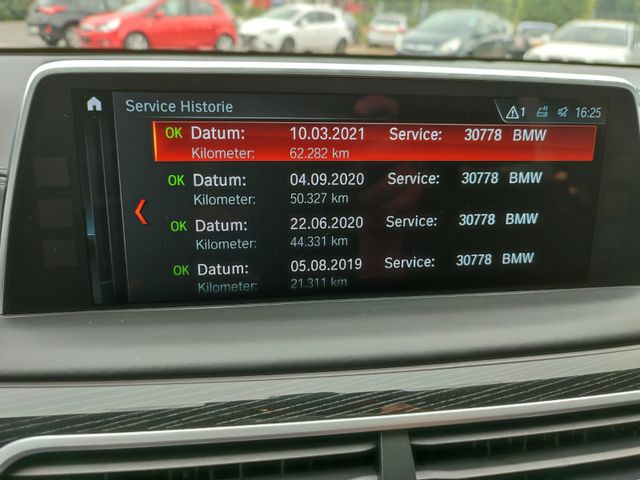 Service Historie 1 16:25
OK Datum: 10.03.2021 Service: 30778 BMW
Kilometer: 62.282 km
OK Datum: 04.09.2020 Service: 30778 BMW
Kilometer: 50.327 km
OK Datum: 22.06.2020 Service: 30778 BMW
Kilometer: 44.331 km
OK Datum: 05.08.2019 Service: 30778 BMW
Kilometer: 21.311 km